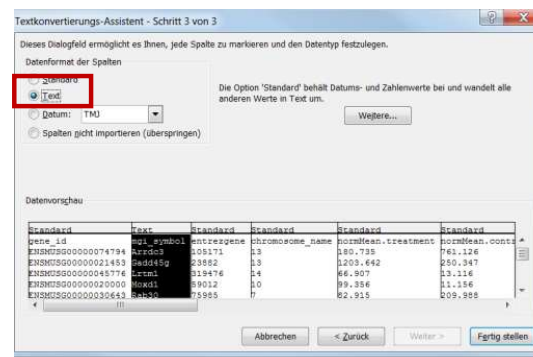 Textkonvertierungs-Assistent - Schritt 3 von 3
Dieses Dialogfeld ermöglicht es Ihnen, jede Spalte zu markieren und den Datentyp festzulegen.
Datenformat der Spalten
Standard
Text
Datum: TMJ
Spalten nicht importieren (überspringen)
Die Option 'Standard' behält Datums- und Zahlenwerte bei und wandelt alle
anderen Werte in Text um.
Weitere...
Datenvorschau
Standard Text Standard Standard Standard Standard
gene_id mgi_symbol entrezgene chromosome_name normMean.treatment normMean.contr
ENSMUSG00000074794 Arrdc3 105171 13 180.735 761.126
ENSMUSG00000021453 Gadd45g 23882 13 1203.642 250.347
ENSMUSG00000045776 Lrtm1 319476 14 66.907 13.116
ENSMUSG00000020000 Moxd1 59012 10 99.356 11.156
ENSMUSG00000030643 Rab30 75985 7 82.915 209.988
Abbrechen < Zurück Weiter > Fertig stellen